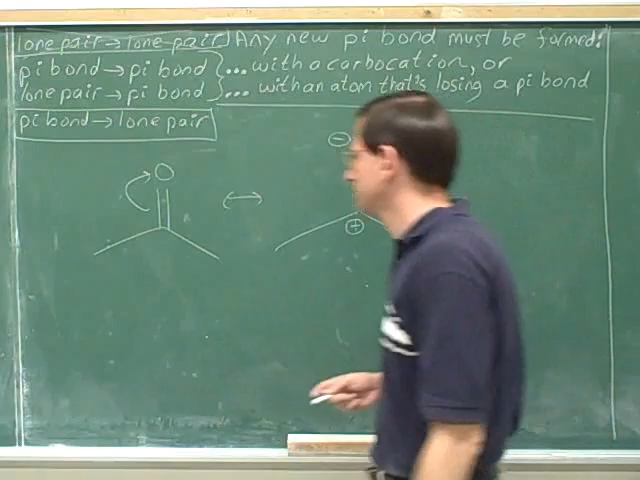 lone pair → lone pair Any new pi bond must be formed:
pi bond → pi bond } ... with a carbocation, or
lone pair → pi bond } ... with an atom that's losing a pi bond
pi bond → lone pair
O ⊖
↔
⊕